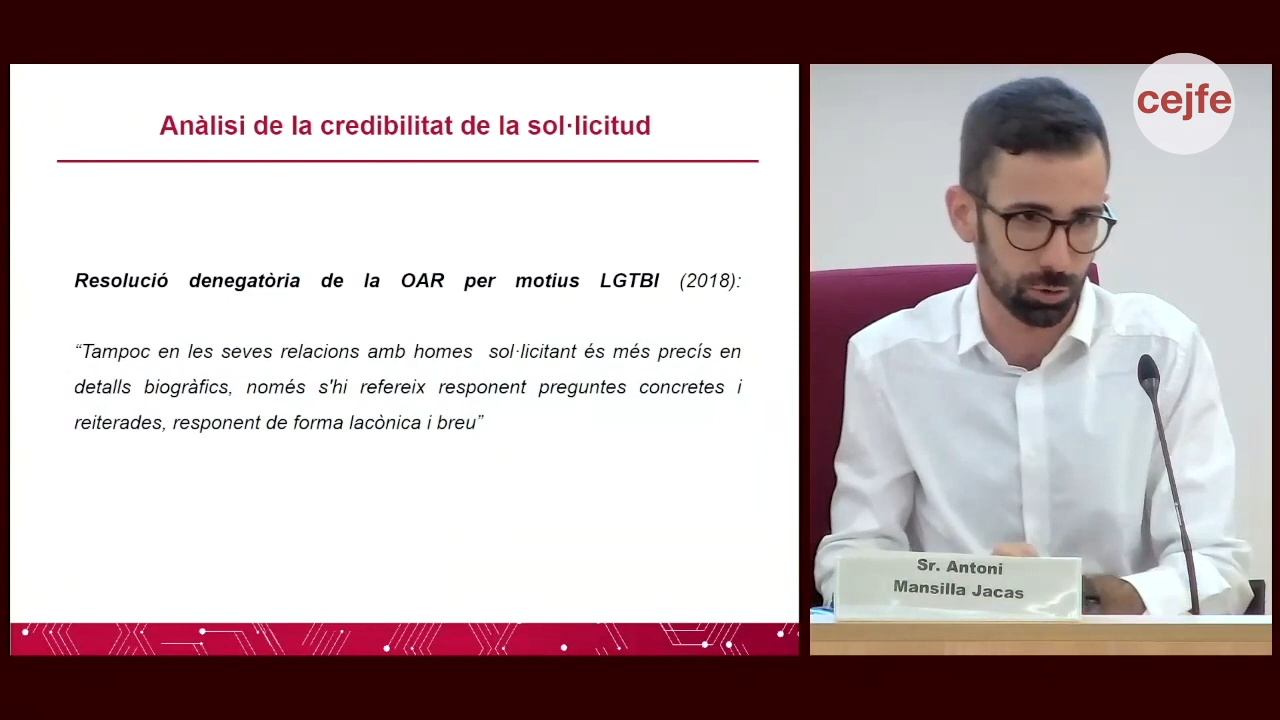 Anàlisi de la credibilitat de la sol·licitud
Resolució denegatòria de la OAR per motius LGTBI (2018):
“Tampoc en les seves relacions amb homes sol·licitant és més precís en
detalls biogràfics, només s'hi refereix responent preguntes concretes i
reiterades, responent de forma lacònica i breu”
cejfe
Sr. Antoni
Mansilla Jacas